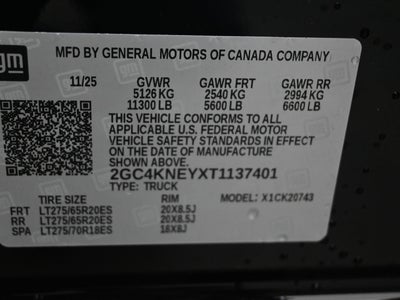 gm
MFD BY GENERAL MOTORS OF CANADA COMPANY
11/25 GVWR GAWR FRT GAWR RR
5126 KG 2540 KG 2994 KG
11300 LB 5600 LB 6600 LB
THIS VEHICLE CONFORMS TO ALL
APPLICABLE U.S. FEDERAL MOTOR
VEHICLE SAFETY STANDARDS IN EFFECT
ON THE DATE OF MANUFACTURE SHOWN ABOVE.
2GC4KNEYXT1137401
TYPE: TRUCK MODEL: X1CK20743
TIRE SIZE RIM
FRT LT275/65R20ES 20X8.5J
RR LT275/65R20ES 20X8.5J
SPA LT275/70R18ES 18X8J